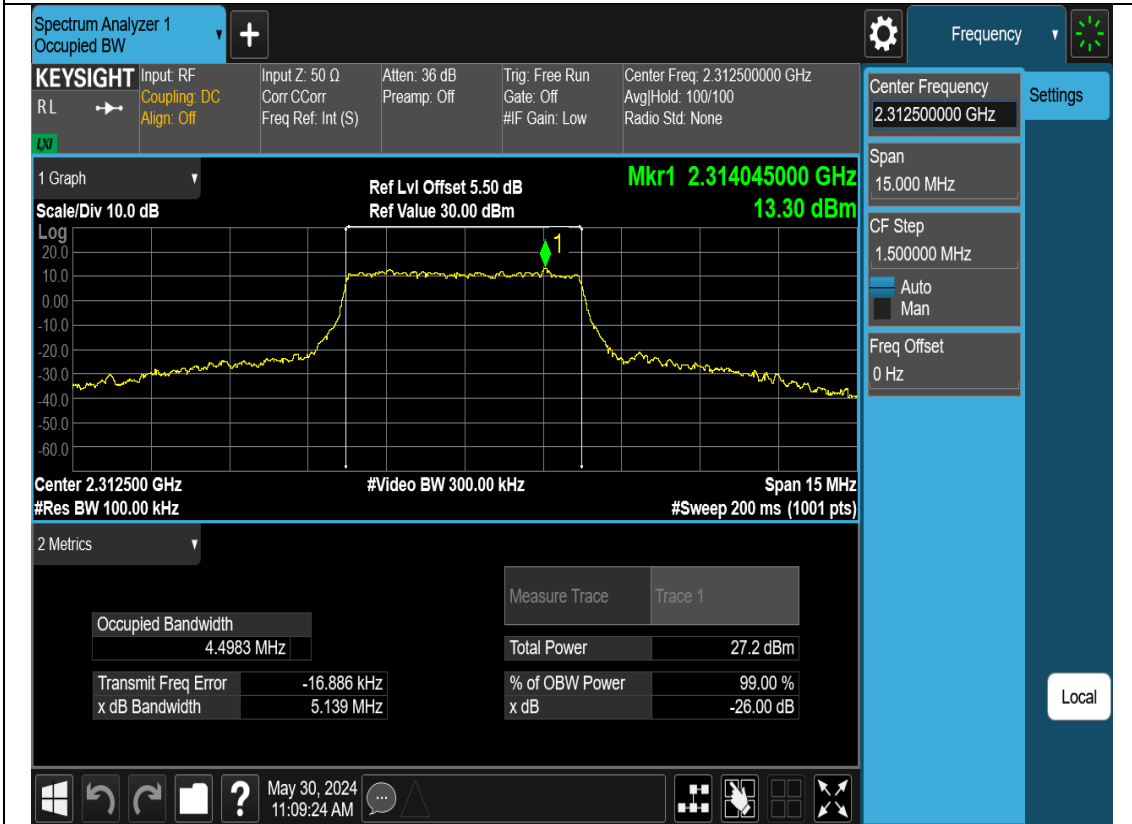 Spectrum Analyzer 1
Occupied BW
+
Frequency
KEYSIGHT
RL
LXI
Input: RF
Coupling: DC
Align: Off
Input Z: 50 Ω
Corr CCorr
Freq Ref: Int (S)
Atten: 36 dB
Preamp: Off
Trig: Free Run
Gate: Off
#IF Gain: Low
Center Freq: 2.312500000 GHz
Avg|Hold: 100/100
Radio Std: None
Center Frequency
2.312500000 GHz
Settings
Span
15.000 MHz
CF Step
1.500000 MHz
Auto
Man
Freq Offset
0 Hz
Local
1 Graph
Scale/Div 10.0 dB
Ref Lvl Offset 5.50 dB
Ref Value 30.00 dBm
Mkr1 2.314045000 GHz
13.30 dBm
Log
20.0
10.0
0.00
-10.0
-20.0
-30.0
-40.0
-50.0
-60.0
1
Center 2.312500 GHz
#Res BW 100.00 kHz
#Video BW 300.00 kHz
Span 15 MHz
#Sweep 200 ms (1001 pts)
2 Metrics
Measure Trace Trace 1
Occupied Bandwidth
4.4983 MHz
Total Power 27.2 dBm
Transmit Freq Error -16.886 kHz
% of OBW Power 99.00 %
x dB Bandwidth 5.139 MHz
x dB -26.00 dB
?
May 30, 2024
11:09:24 AM